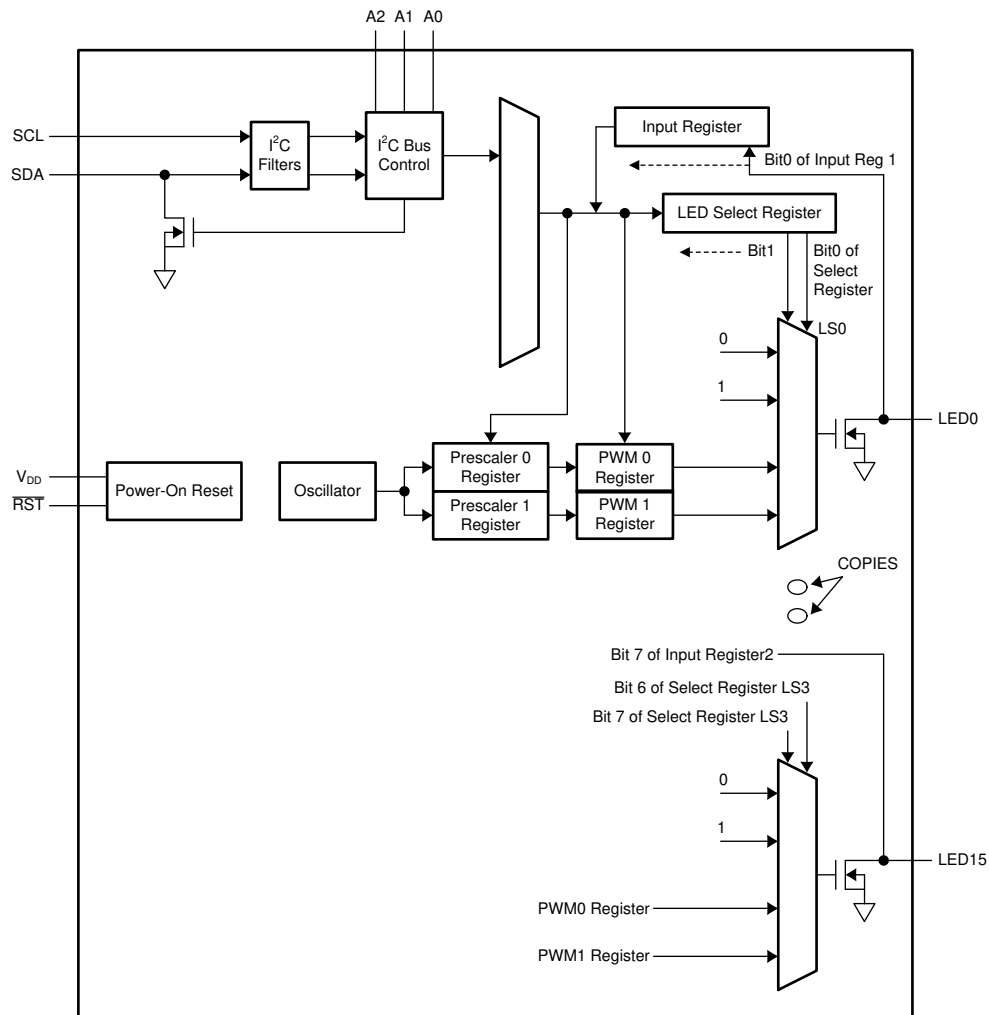 A2 A1 A0
SCL
SDA
I²C
Filters
I²C Bus
Control
Input Register
Bit0 of Input Reg 1
LED Select Register
Bit1
Bit0 of
Select
Register
LS0
0
1
LED0
VDD
RST
Power-On Reset
Oscillator
Prescaler 0
Register
Prescaler 1
Register
PWM 0
Register
PWM 1
Register
COPIES
Bit 7 of Input Register2
Bit 6 of Select Register LS3
Bit 7 of Select Register LS3
0
1
LED15
PWM0 Register
PWM1 Register